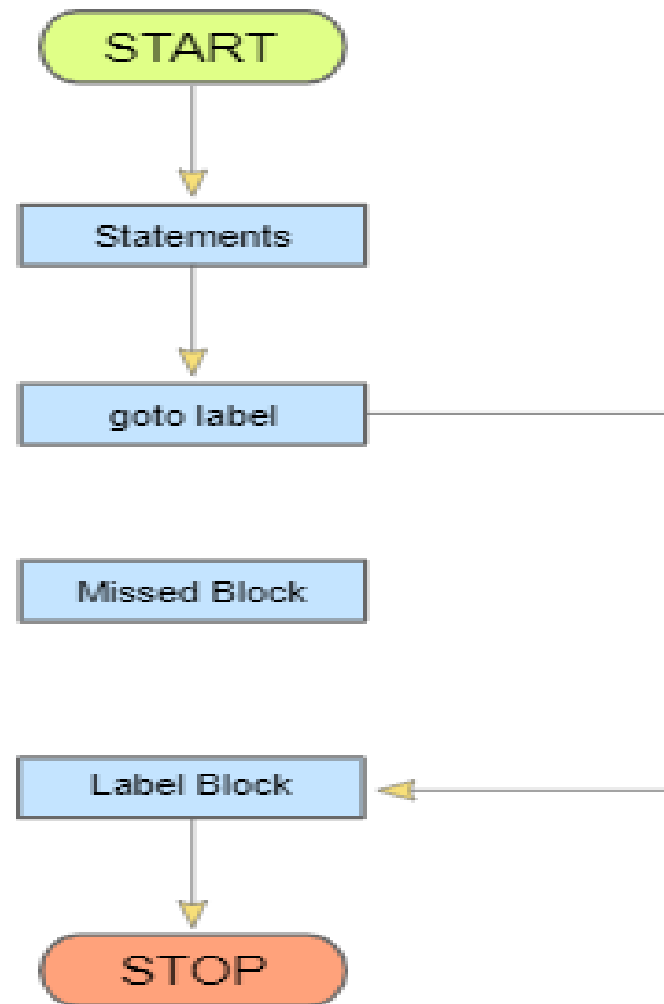 START
Statements
goto label
Missed Block
Label Block
STOP